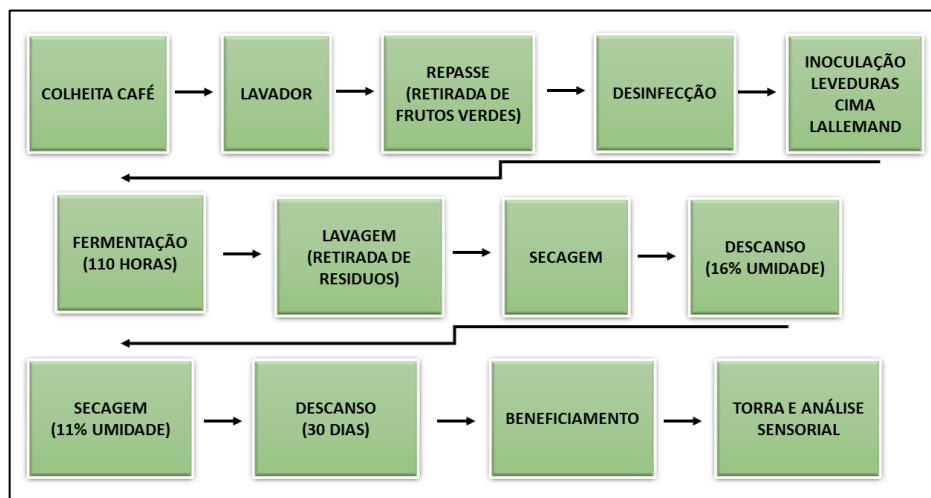 COLHEITA CAFÉ
LAVADOR
REPASSE
(RETIRADA DE
FRUTOS VERDES)
DESINFECÇÃO
INOCULAÇÃO
LEVEDURAS
CIMA
LALLEMAND
FERMENTAÇÃO
(110 HORAS)
LAVAGEM
(RETIRADA DE
RESIDUOS)
SECAGEM
DESCANSO
(16% UMIDADE)
SECAGEM
(11% UMIDADE)
DESCANSO
(30 DIAS)
BENEFICIAMENTO
TORRA E ANÁLISE
SENSORIAL